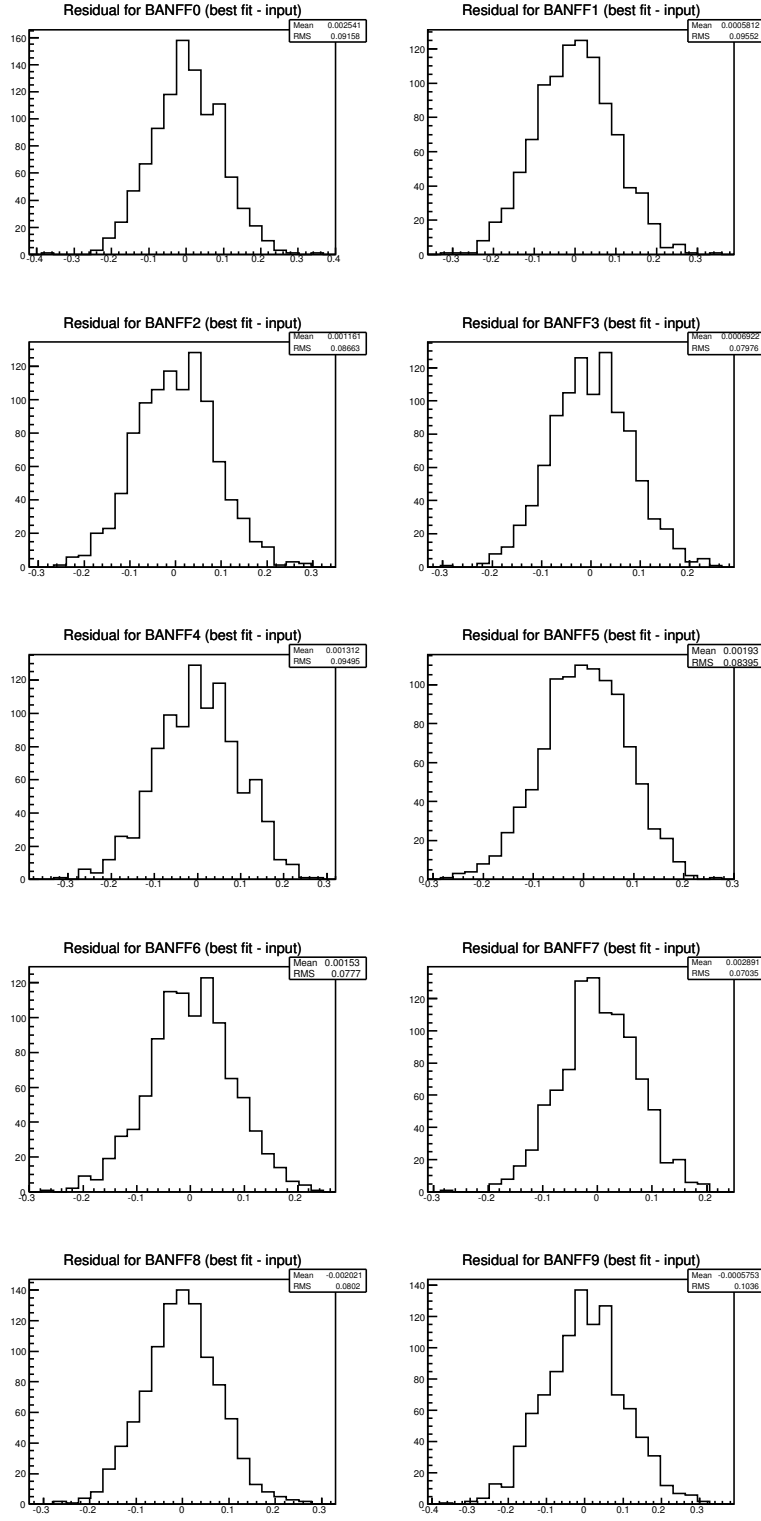 Residual for BANFF0 (best fit - input)
Mean 0.002541
RMS 0.09158
160
140
120
100
80
60
40
20
0
-0.4 -0.3 -0.2 -0.1 0 0.1 0.2 0.3 0.4
Residual for BANFF1 (best fit - input)
Mean 0.0005812
RMS 0.09552
120
100
80
60
40
20
0
-0.3 -0.2 -0.1 0 0.1 0.2 0.3
Residual for BANFF2 (best fit - input)
Mean 0.001161
RMS 0.08663
120
100
80
60
40
20
0
-0.3 -0.2 -0.1 0 0.1 0.2 0.3
Residual for BANFF3 (best fit - input)
Mean 0.0006922
RMS 0.07976
120
100
80
60
40
20
0
-0.3 -0.2 -0.1 0 0.1 0.2
Residual for BANFF4 (best fit - input)
Mean 0.001312
RMS 0.09495
120
100
80
60
40
20
0
-0.3 -0.2 -0.1 0 0.1 0.2 0.3
Residual for BANFF5 (best fit - input)
Mean 0.00193
RMS 0.08395
100
80
60
40
20
0
-0.3 -0.2 -0.1 0 0.1 0.2 0.3
Residual for BANFF6 (best fit - input)
Mean 0.00153
RMS 0.0777
120
100
80
60
40
20
0
-0.3 -0.2 -0.1 0 0.1 0.2
Residual for BANFF7 (best fit - input)
Mean 0.002891
RMS 0.07035
120
100
80
60
40
20
0
-0.3 -0.2 -0.1 0 0.1 0.2
Residual for BANFF8 (best fit - input)
Mean -0.002021
RMS 0.0802
140
120
100
80
60
40
20
0
-0.3 -0.2 -0.1 0 0.1 0.2 0.3
Residual for BANFF9 (best fit - input)
Mean -0.0005753
RMS 0.1036
140
120
100
80
60
40
20
0
-0.4 -0.3 -0.2 -0.1 0 0.1 0.2 0.3